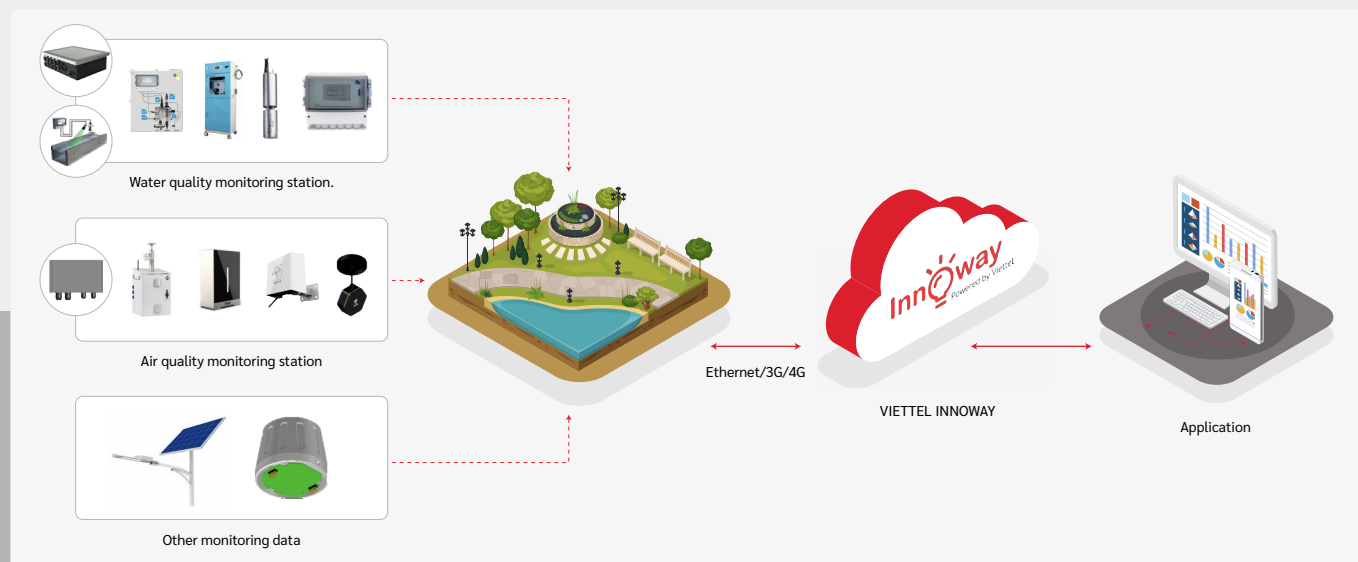 Water quality monitoring station.
Air quality monitoring station
Other monitoring data
Ethernet/3G/4G
Innoway
Powered by Viettel
VIETTEL INNOWAY
Application